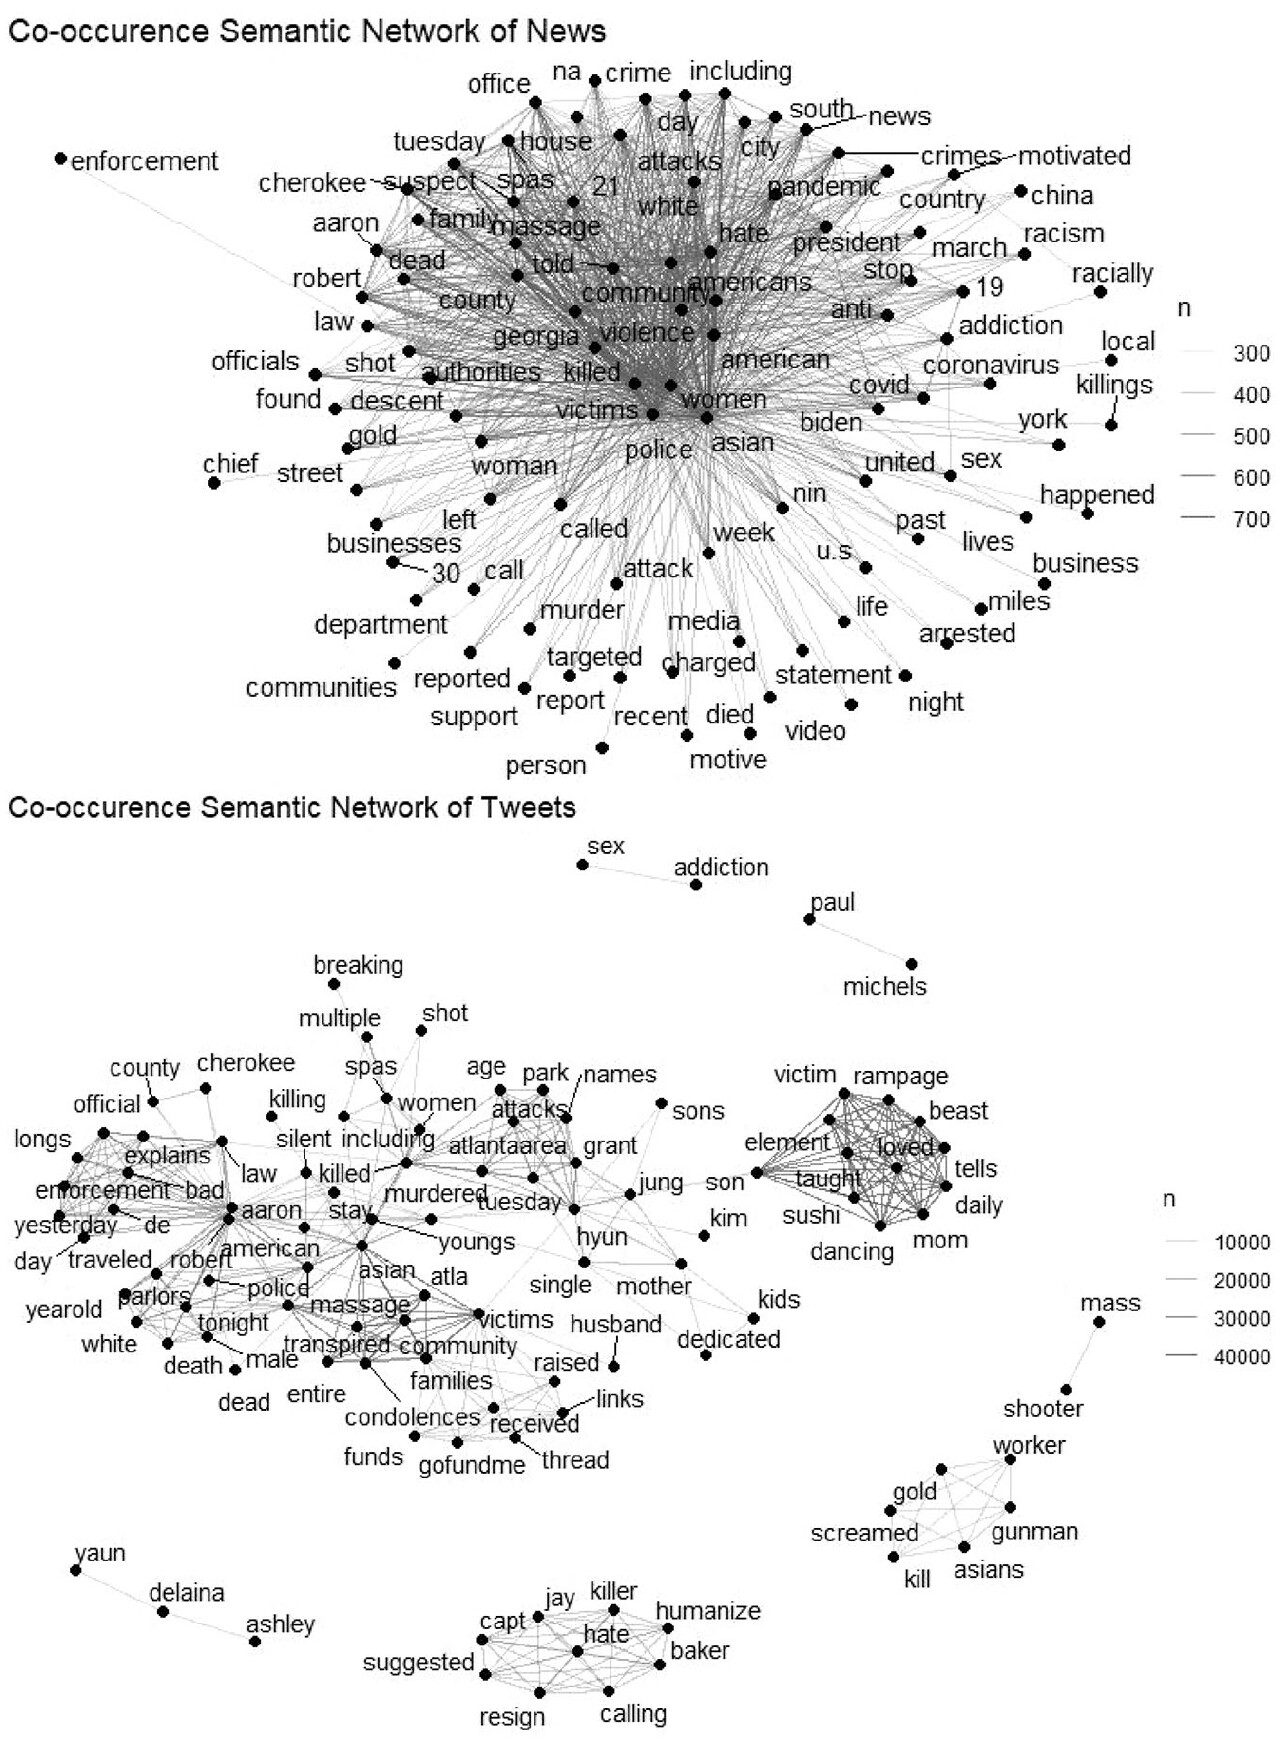 Co-occurence Semantic Network of News
na crime including
office
south
day
news
tuesday house
city
enforcement
attacks
crimes motivated
cherokee suspect spas 21
pandemic
country china
white
aaron family massage
hate
president march racism
dead
told
stop
robert
americans
racially
county community
19
n
law
anti
georgia violence
addiction
local
officials shot
american
300
authorities killed
coronavirus
killings
covid
400
found descent
victims women
biden
york
gold
500
police asian
chief street
woman
united sex
600
nin
happened
left
past
700
called
week
lives
businesses
u.s
30 call
attack
business
murder
life miles
department
media
arrested
targeted charged
communities reported
statement
report
night
support
recent died
video
person
motive
Co-occurence Semantic Network of Tweets
sex
addiction
paul
breaking
michels
multiple shot
county cherokee
spas age park names
victim rampage
official
killing
women attacks
sons
beast
longs
silent including
atlantaarea grant
element loved
explains law
killed
tells
enforcement bad
murdered
jung son taught
n
aaron stay
tuesday
daily
yesterday de
kim
sushi
american
youngs
hyun
mom
day traveled robert
dancing
10000
asian atla
single mother
parlors police
20000
yearold
massage
kids
mass
tonight
victims
husband
30000
white
transpired community
dedicated
death male
raised
40000
entire
families
dead
links
shooter
condolences received
worker
funds
gofundme thread
gold
screamed
gunman
yaun
asians
kill
delaina
jay killer
ashley
capt
humanize
hate
suggested
baker
resign
calling